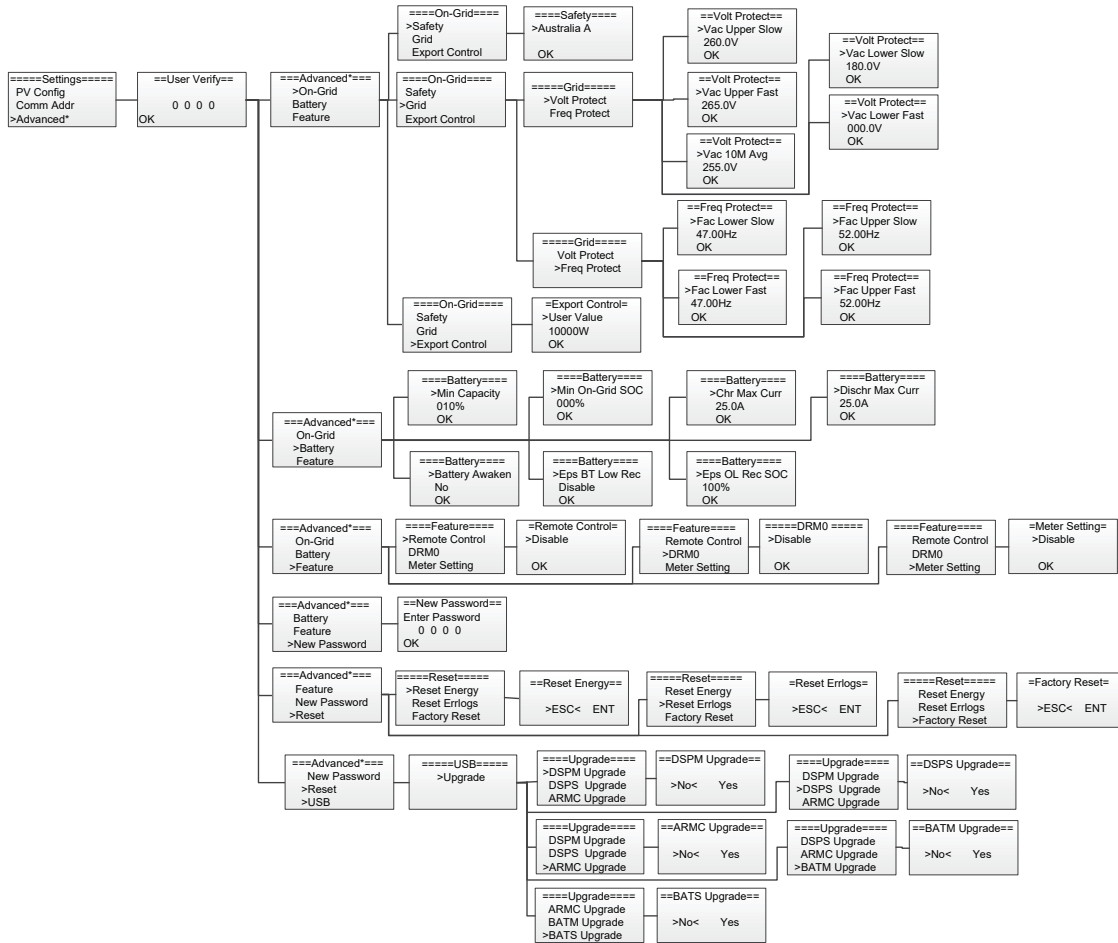 =====Settings=====
PV Config
Comm Addr
>Advanced*
==User Verify==
0 0 0 0
OK
===Advanced*===
>On-Grid
Battery
Feature
====On-Grid====
>Safety
Grid
Export Control
====Safety====
>Australia A
OK
====On-Grid====
Safety
>Grid
Export Control
====Grid====
>Volt Protect
Freq Protect
==Volt Protect==
>Vac Upper Slow
260.0V
OK
==Volt Protect==
>Vac Upper Fast
265.0V
OK
==Volt Protect==
>Vac 10M Avg
255.0V
OK
==Volt Protect==
>Vac Lower Slow
180.0V
OK
==Volt Protect==
>Vac Lower Fast
000.0V
OK
=====Grid=====
Volt Protect
>Freq Protect
==Freq Protect==
>Fac Lower Slow
47.00Hz
OK
==Freq Protect==
>Fac Upper Slow
52.00Hz
OK
==Freq Protect==
>Fac Lower Fast
47.00Hz
OK
==Freq Protect==
>Fac Upper Fast
52.00Hz
OK
====On-Grid====
Safety
Grid
>Export Control
=Export Control=
>User Value
10000W
OK
===Advanced*===
On-Grid
>Battery
Feature
====Battery====
>Min Capacity
010%
OK
====Battery====
>Min On-Grid SOC
000%
OK
====Battery====
>Chr Max Curr
25.0A
OK
====Battery====
>Dischr Max Curr
25.0A
OK
====Battery====
>Battery Awaken
No
OK
====Battery====
>Eps BT Low Rec
Disable
OK
====Battery====
>Eps OL Rec SOC
100%
OK
===Advanced*===
On-Grid
Battery
>Feature
====Feature====
>Remote Control
DRM0
Meter Setting
=Remote Control=
>Disable
OK
====Feature====
Remote Control
>DRM0
Meter Setting
=====DRM0 =====
>Disable
OK
====Feature====
Remote Control
DRM0
>Meter Setting
=Meter Setting=
>Disable
OK
===Advanced*===
Battery
Feature
>New Password
==New Password==
Enter Password
0 0 0 0
OK
===Advanced*===
Feature
New Password
>Reset
=====Reset=====
>Reset Energy
Reset Errlogs
Factory Reset
==Reset Energy==
>ESC< ENT
=====Reset=====
Reset Energy
>Reset Errlogs
Factory Reset
=Reset Errlogs=
>ESC< ENT
=====Reset=====
Reset Energy
Reset Errlogs
>Factory Reset
=Factory Reset=
>ESC< ENT
===Advanced*===
New Password
>Reset
>USB
=====USB=====
>Upgrade
====Upgrade====
>DSPM Upgrade
DSPS Upgrade
ARMC Upgrade
==DSPM Upgrade==
>No< Yes
====Upgrade====
DSPM Upgrade
>DSPS Upgrade
ARMC Upgrade
==DSPS Upgrade==
>No< Yes
====Upgrade====
DSPM Upgrade
DSPS Upgrade
>ARMC Upgrade
==ARMC Upgrade==
>No< Yes
====Upgrade====
DSPS Upgrade
ARMC Upgrade
>BATM Upgrade
==BATM Upgrade==
>No< Yes
====Upgrade====
ARMC Upgrade
BATM Upgrade
>BATS Upgrade
==BATS Upgrade==
>No< Yes